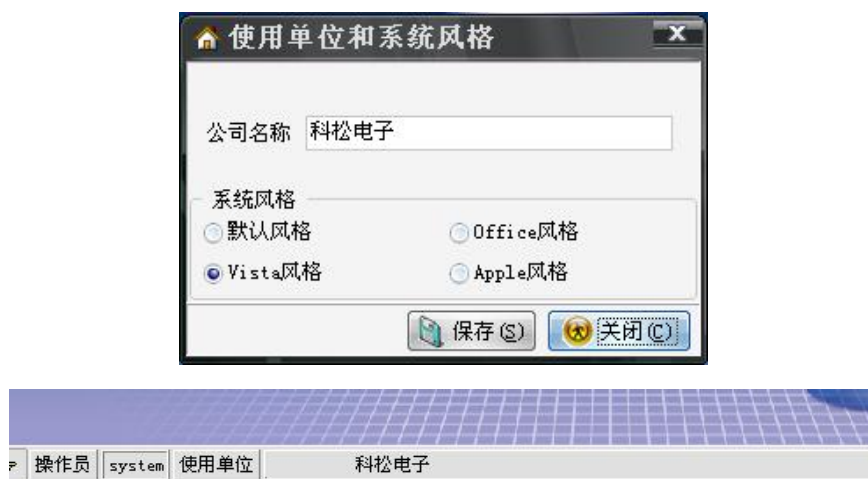 使用单位和系统风格
公司名称 科松电子
系统风格
默认风格 Office风格
Vista风格 Apple风格
保存(S) 关闭(C)
操作员 system 使用单位 科松电子